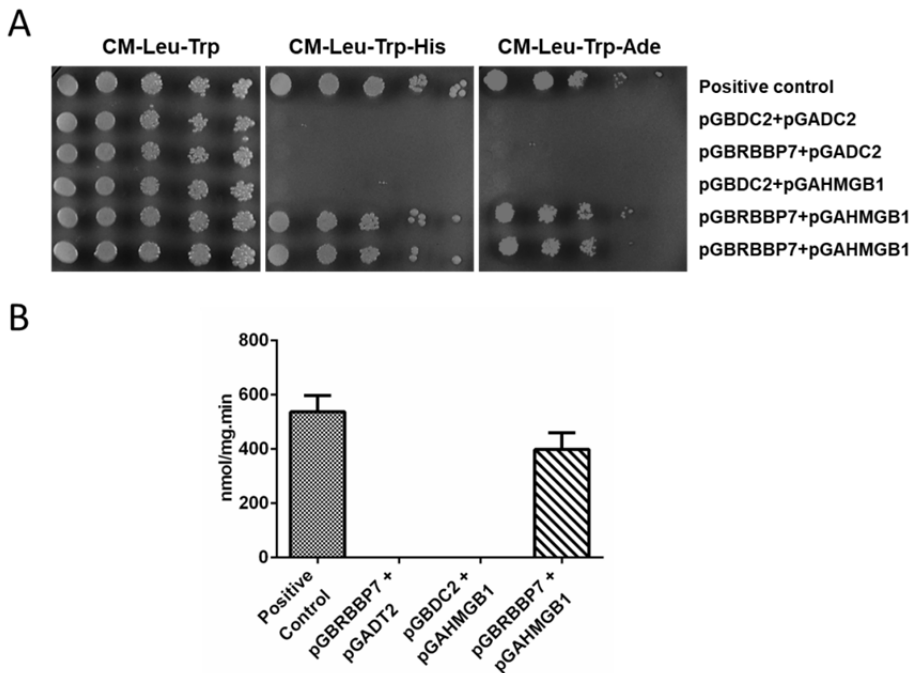 A
CM-Leu-Trp
CM-Leu-Trp-His
CM-Leu-Trp-Ade
Positive control
pGBDC2+pGADC2
pGBRBBP7+pGADC2
pGBDC2+pGAHMGB1
pGBRBBP7+pGAHMGB1
pGBRBBP7+pGAHMGB1
B
800
600
400
200
0
nmol/mg.min
Positive
Control
pGBRBBP7 +
pGADT2
pGBDC2 +
pGAHMGB1
pGBRBBP7 +
pGAHMGB1